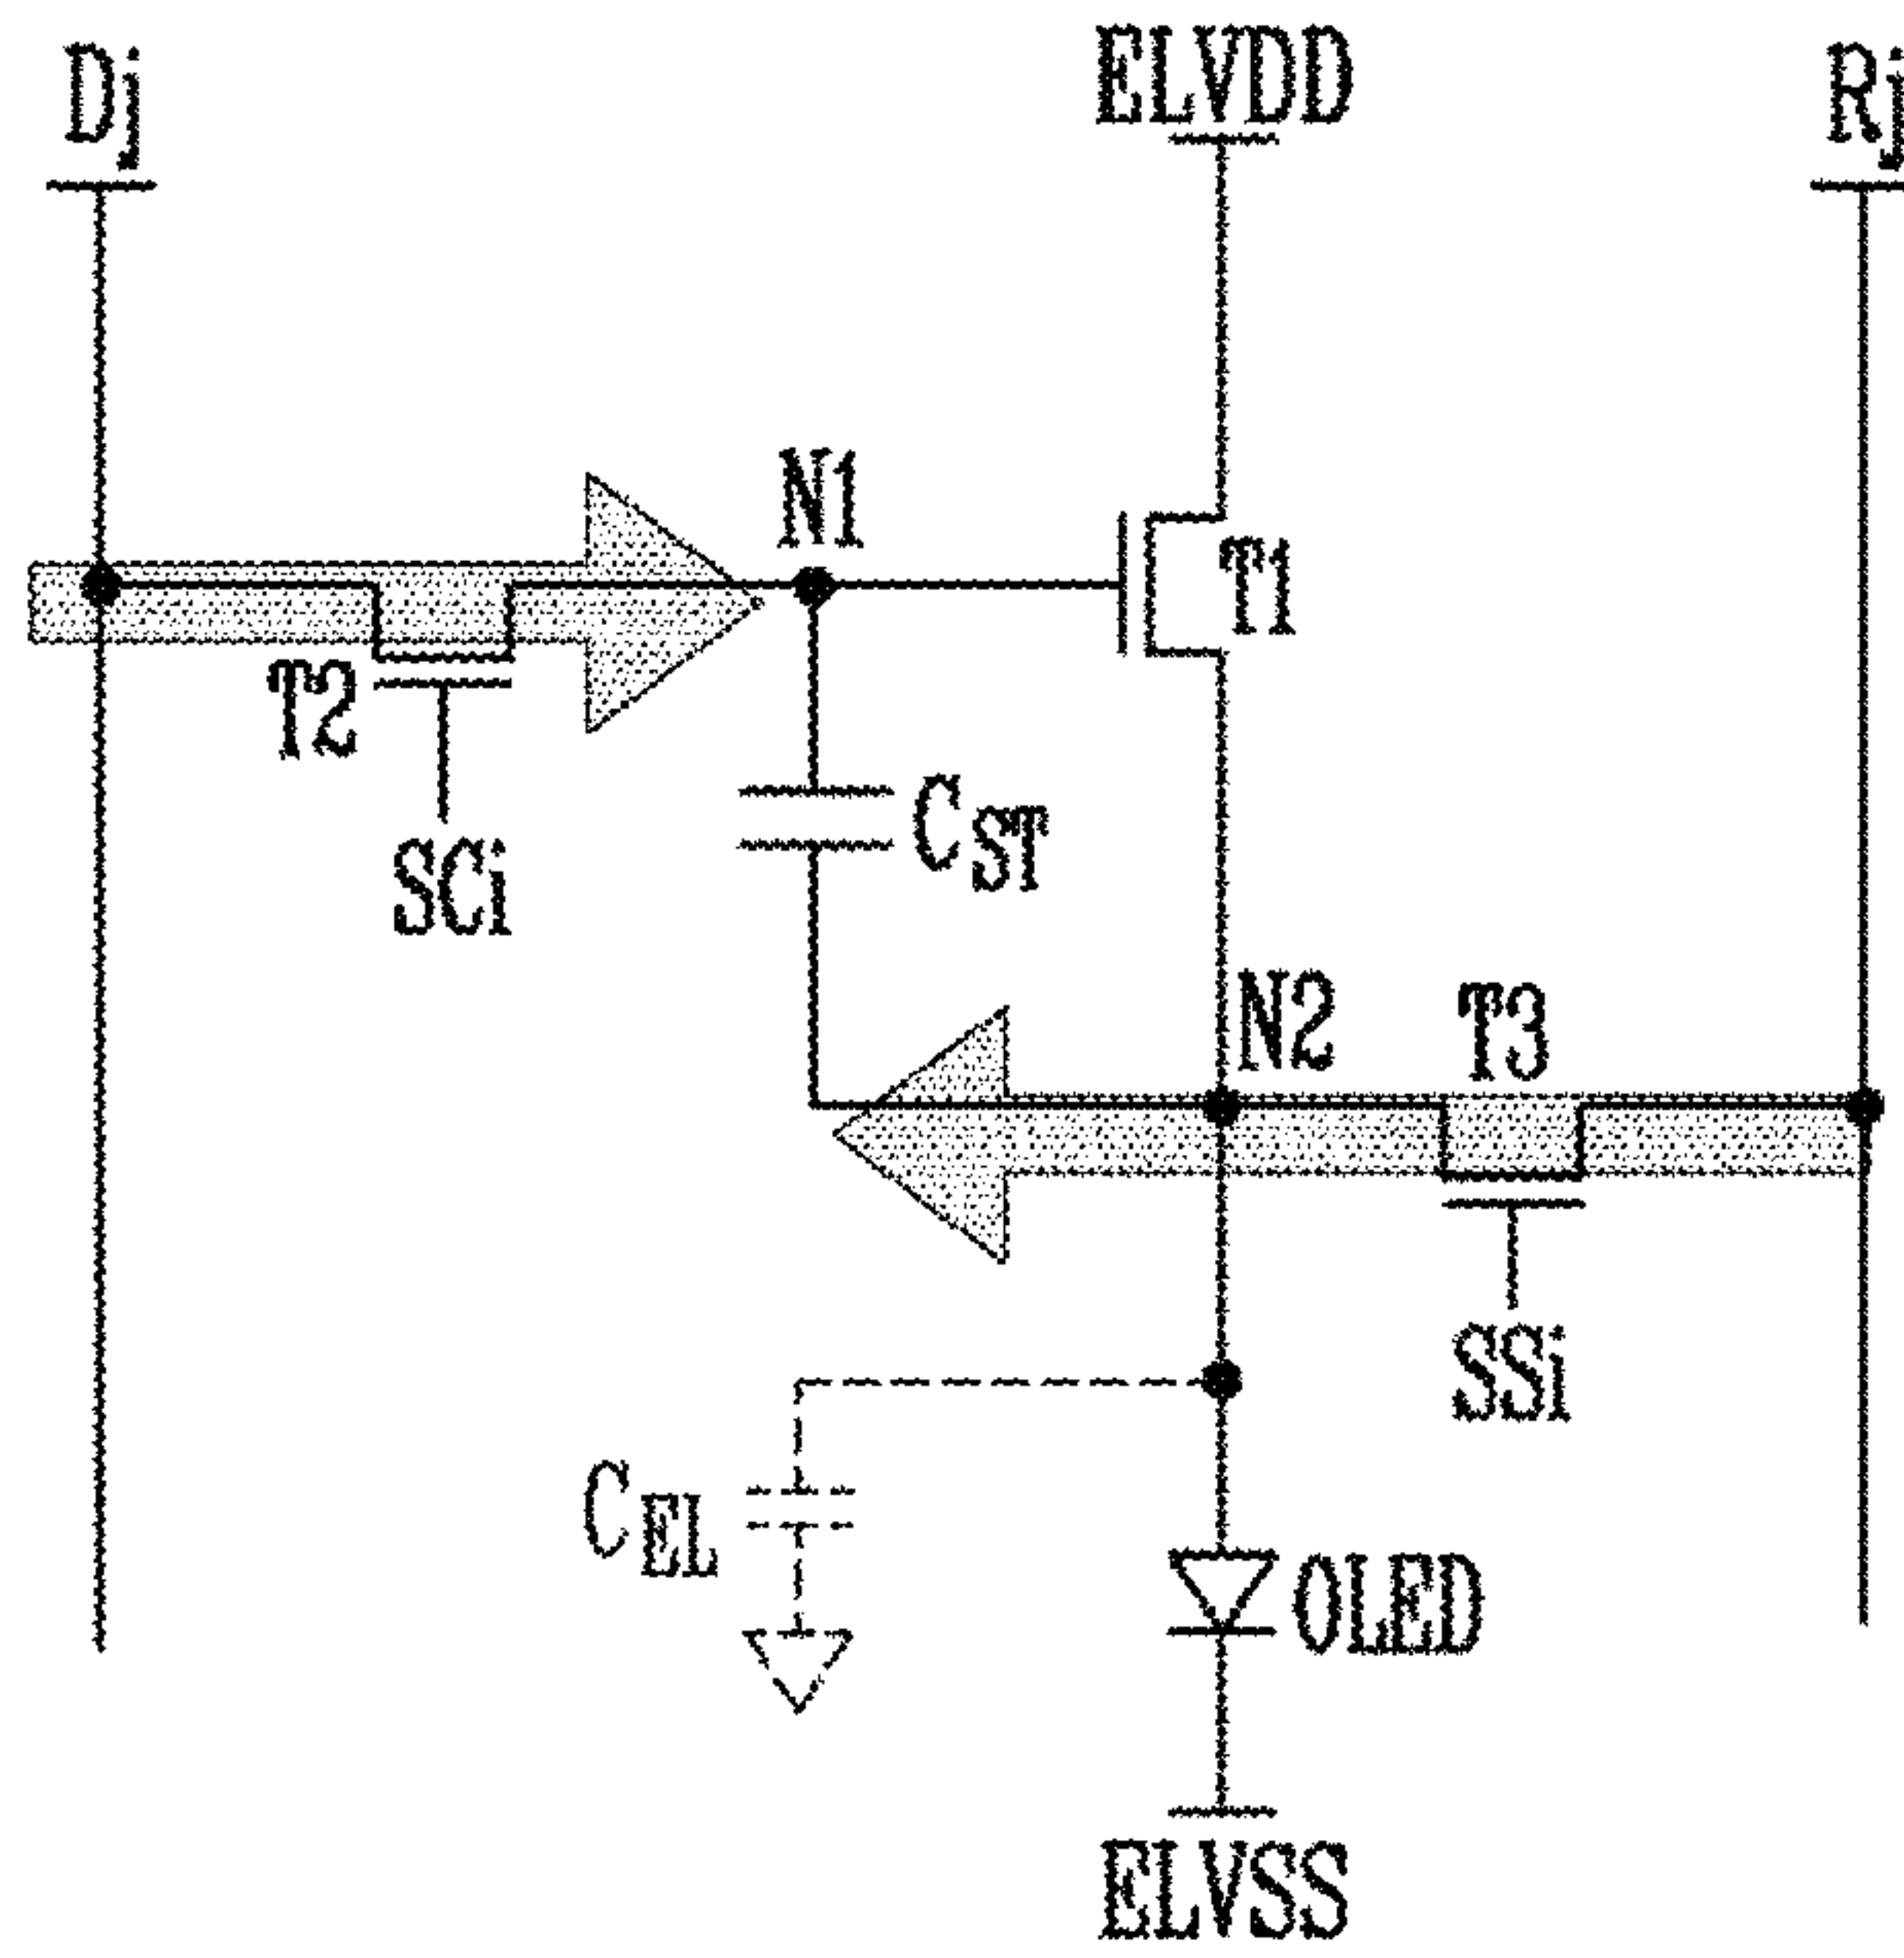 Dj
ELVDD
Rj
N1
T1
T2
SCi
CST
N2
T3
SSi
CEL
OLED
ELVSS